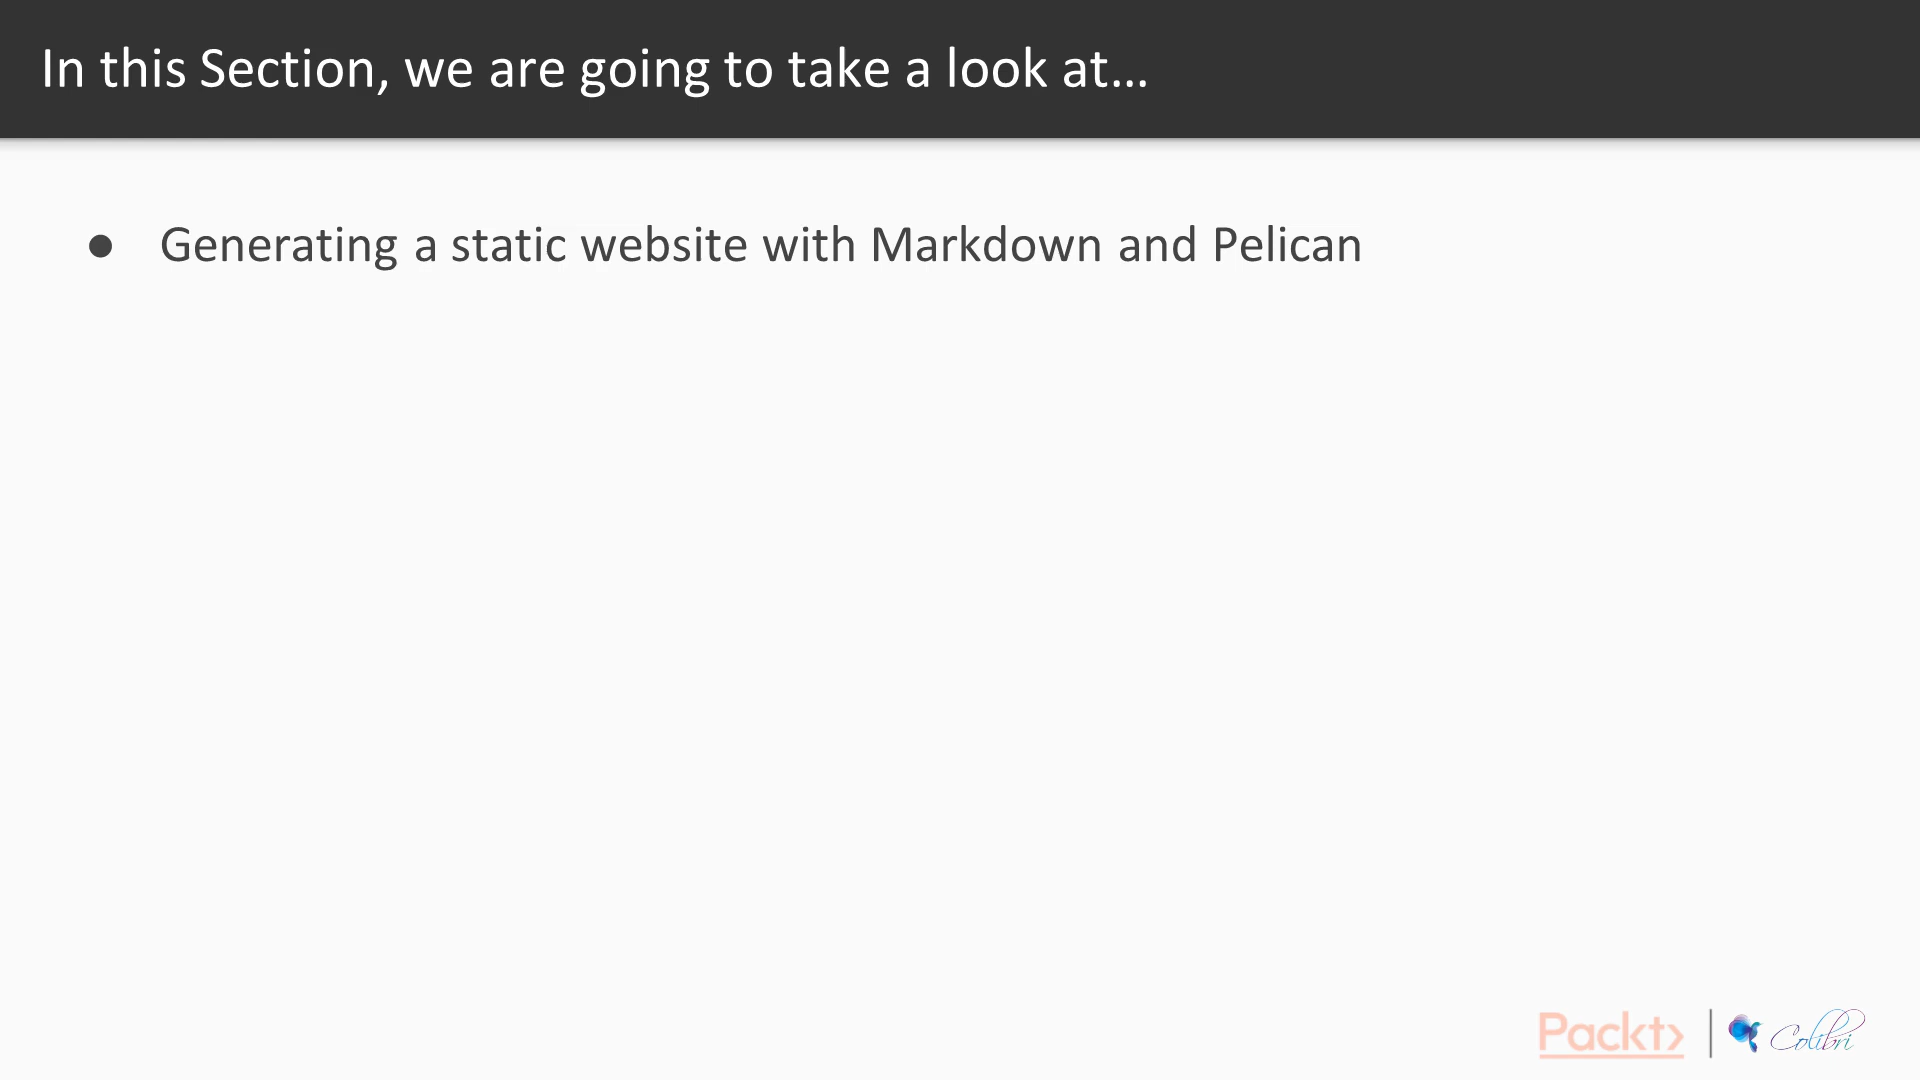 In this Section, we are going to take a look at…
● Generating a static website with Markdown and Pelican
Packt> | Colibri